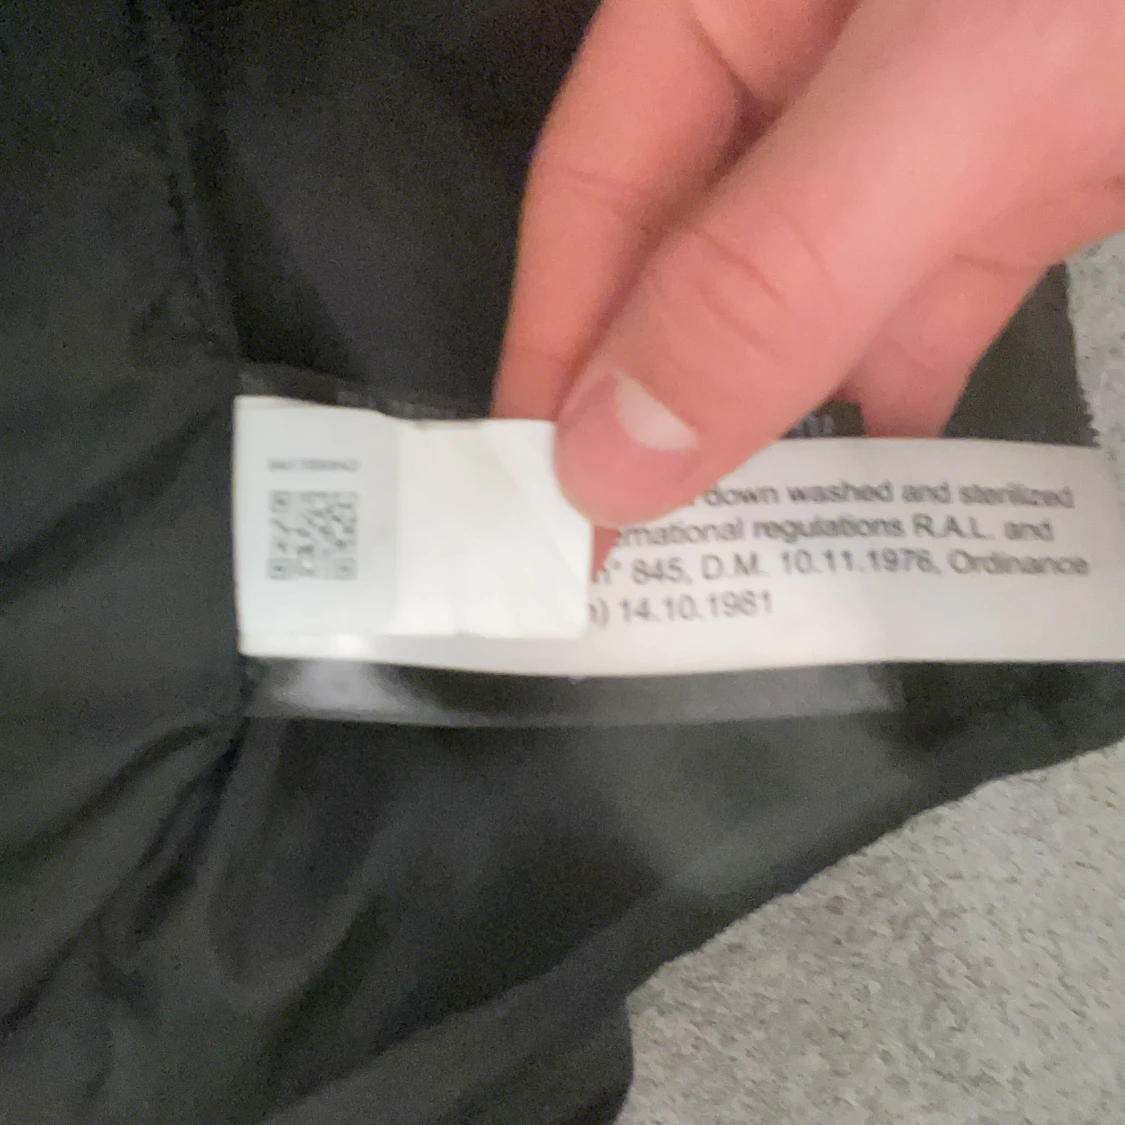 down washed and sterilized
ernational regulations R.A.L. and
n° 845, D.M. 10.11.1976, Ordinance
) 14.10.1981